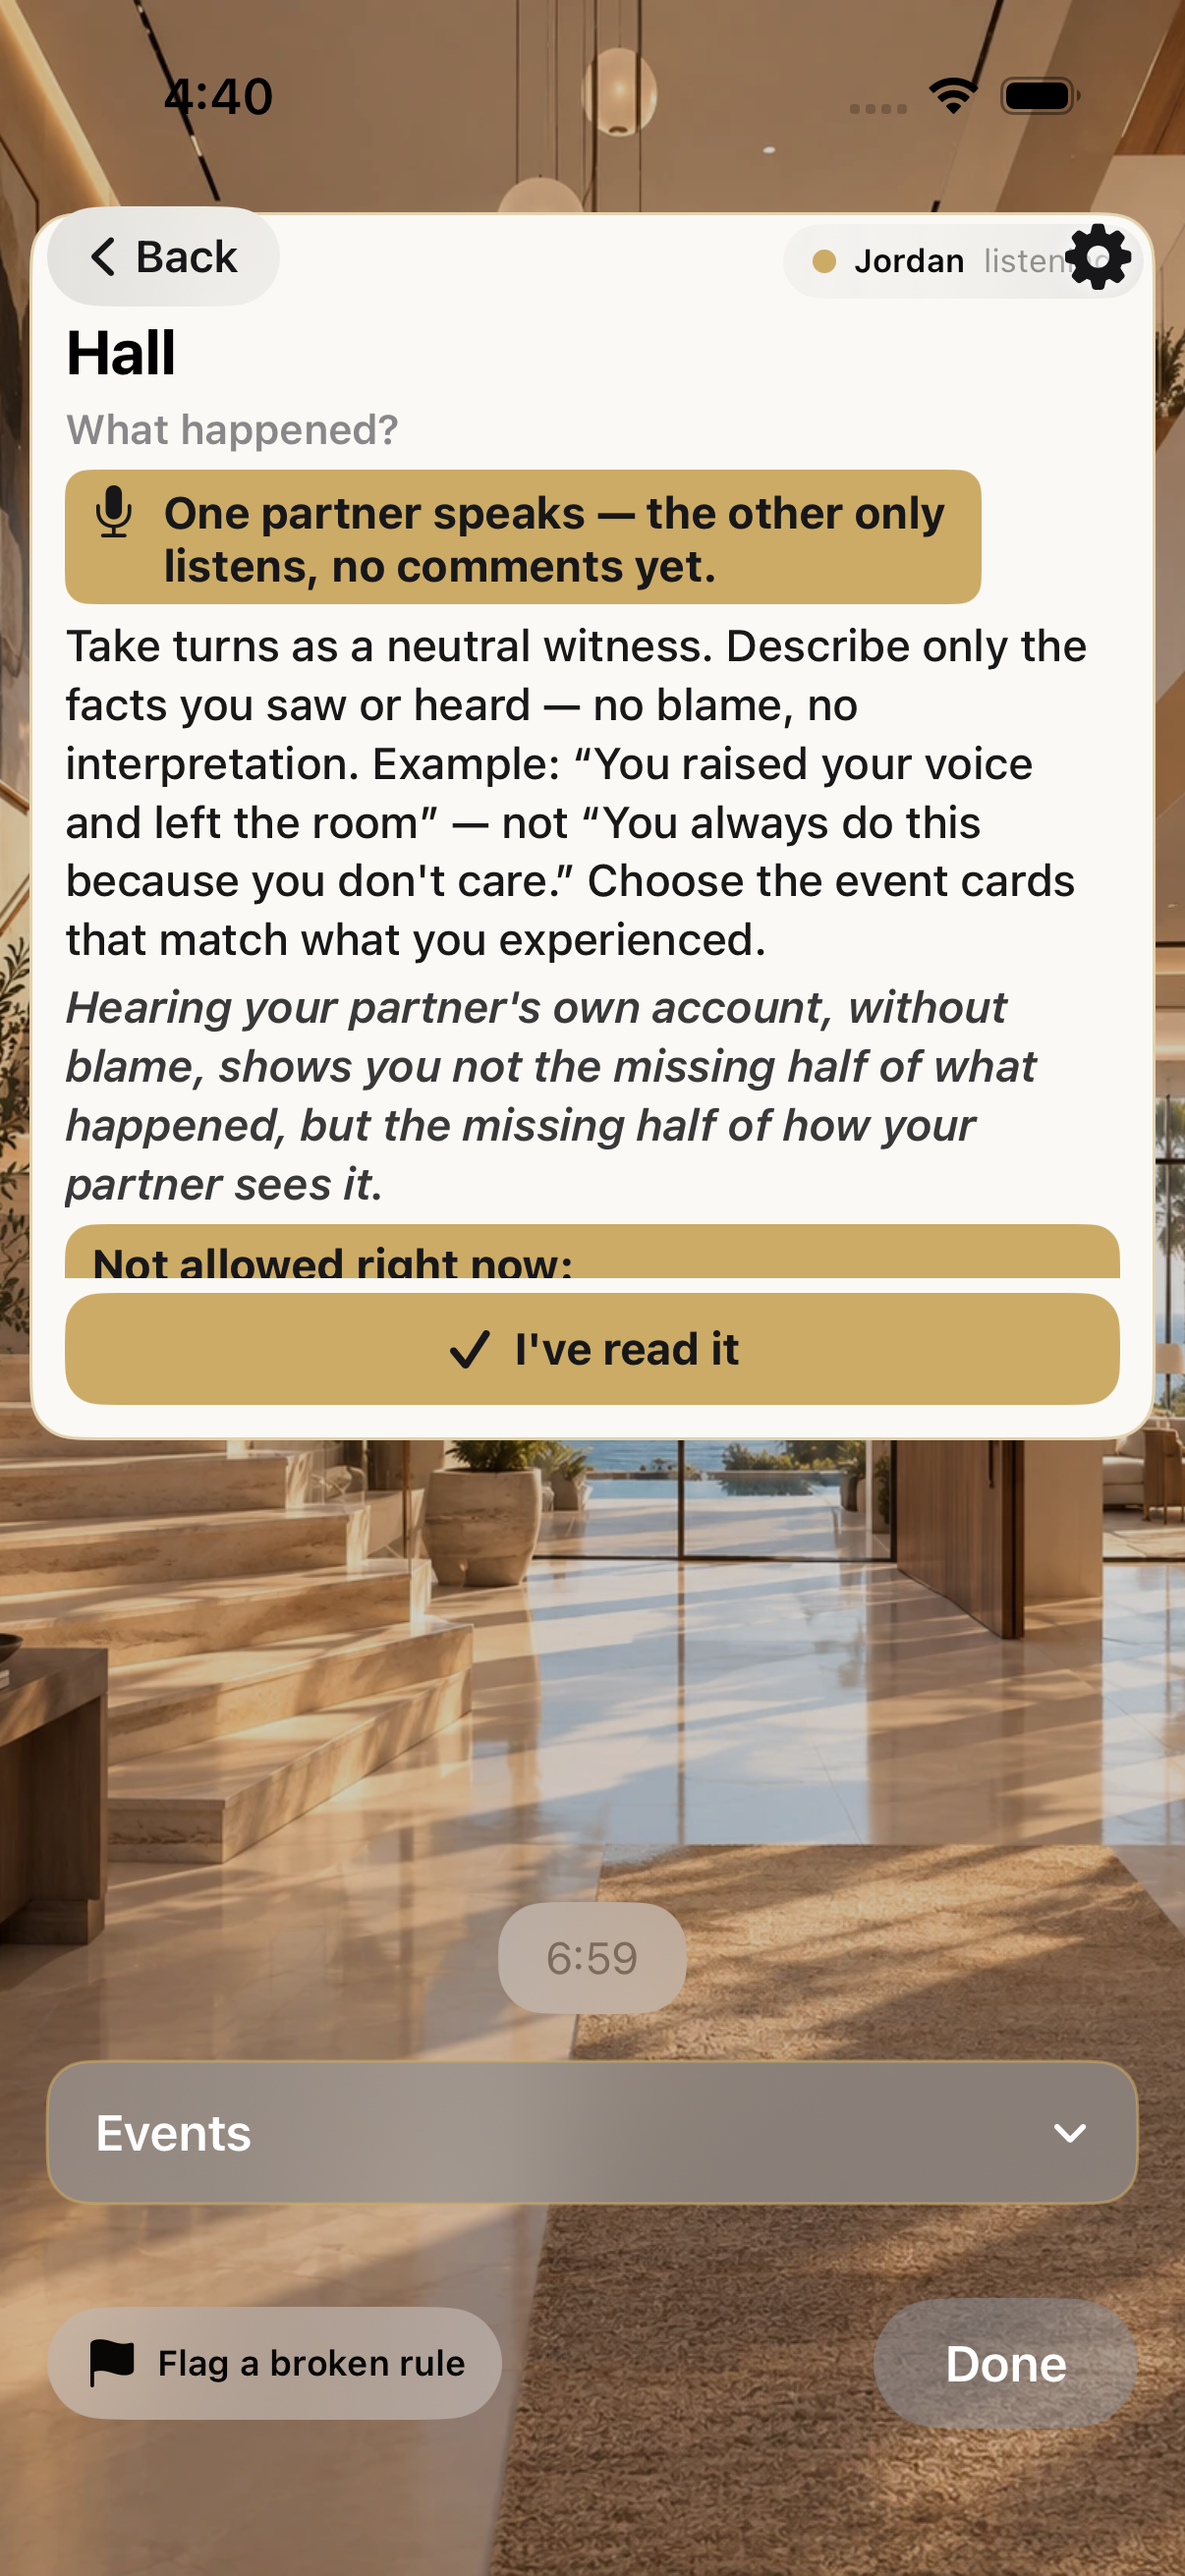 4:40
Back
Jordan
Hall
What happened?
One partner speaks — the other only
listens, no comments yet.
Take turns as a neutral witness. Describe only the
facts you saw or heard — no blame, no
interpretation. Example: “You raised your voice
and left the room” — not “You always do this
because you don't care.” Choose the event cards
that match what you experienced.
Hearing your partner's own account, without
blame, shows you not the missing half of what
happened, but the missing half of how your
partner sees it.
Not allowed right now:
I've read it
6:59
Events
Flag a broken rule
Done